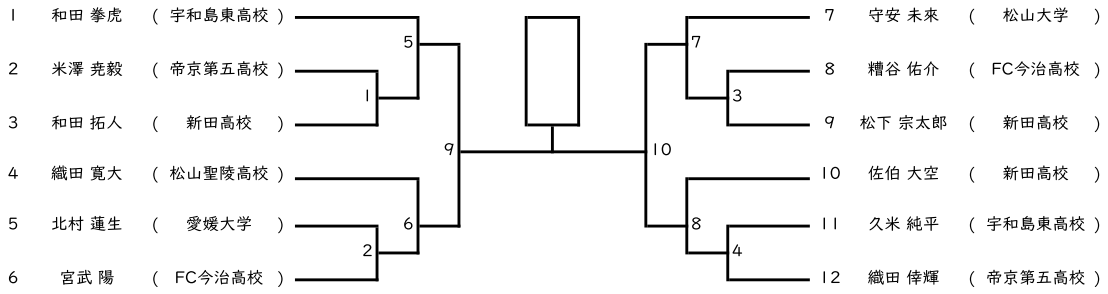 1 和田 拳虎 ( 宇和島東高校 ) 7 守安 未來 ( 松山大学 )
5 7
2 米澤 尭毅 ( 帝京第五高校 ) 8 糟谷 佑介 ( FC今治高校 )
1 3
3 和田 拓人 ( 新田高校 ) 9 松下 宗太郎 ( 新田高校 )
9 10
4 織田 寛大 ( 松山聖陵高校 ) 10 佐伯 大空 ( 新田高校 )
5 北村 蓮生 ( 愛媛大学 ) 6 8 11 久米 純平 ( 宇和島東高校 )
2 4
6 宮武 陽 ( FC今治高校 ) 12 織田 倖輝 ( 帝京第五高校 )